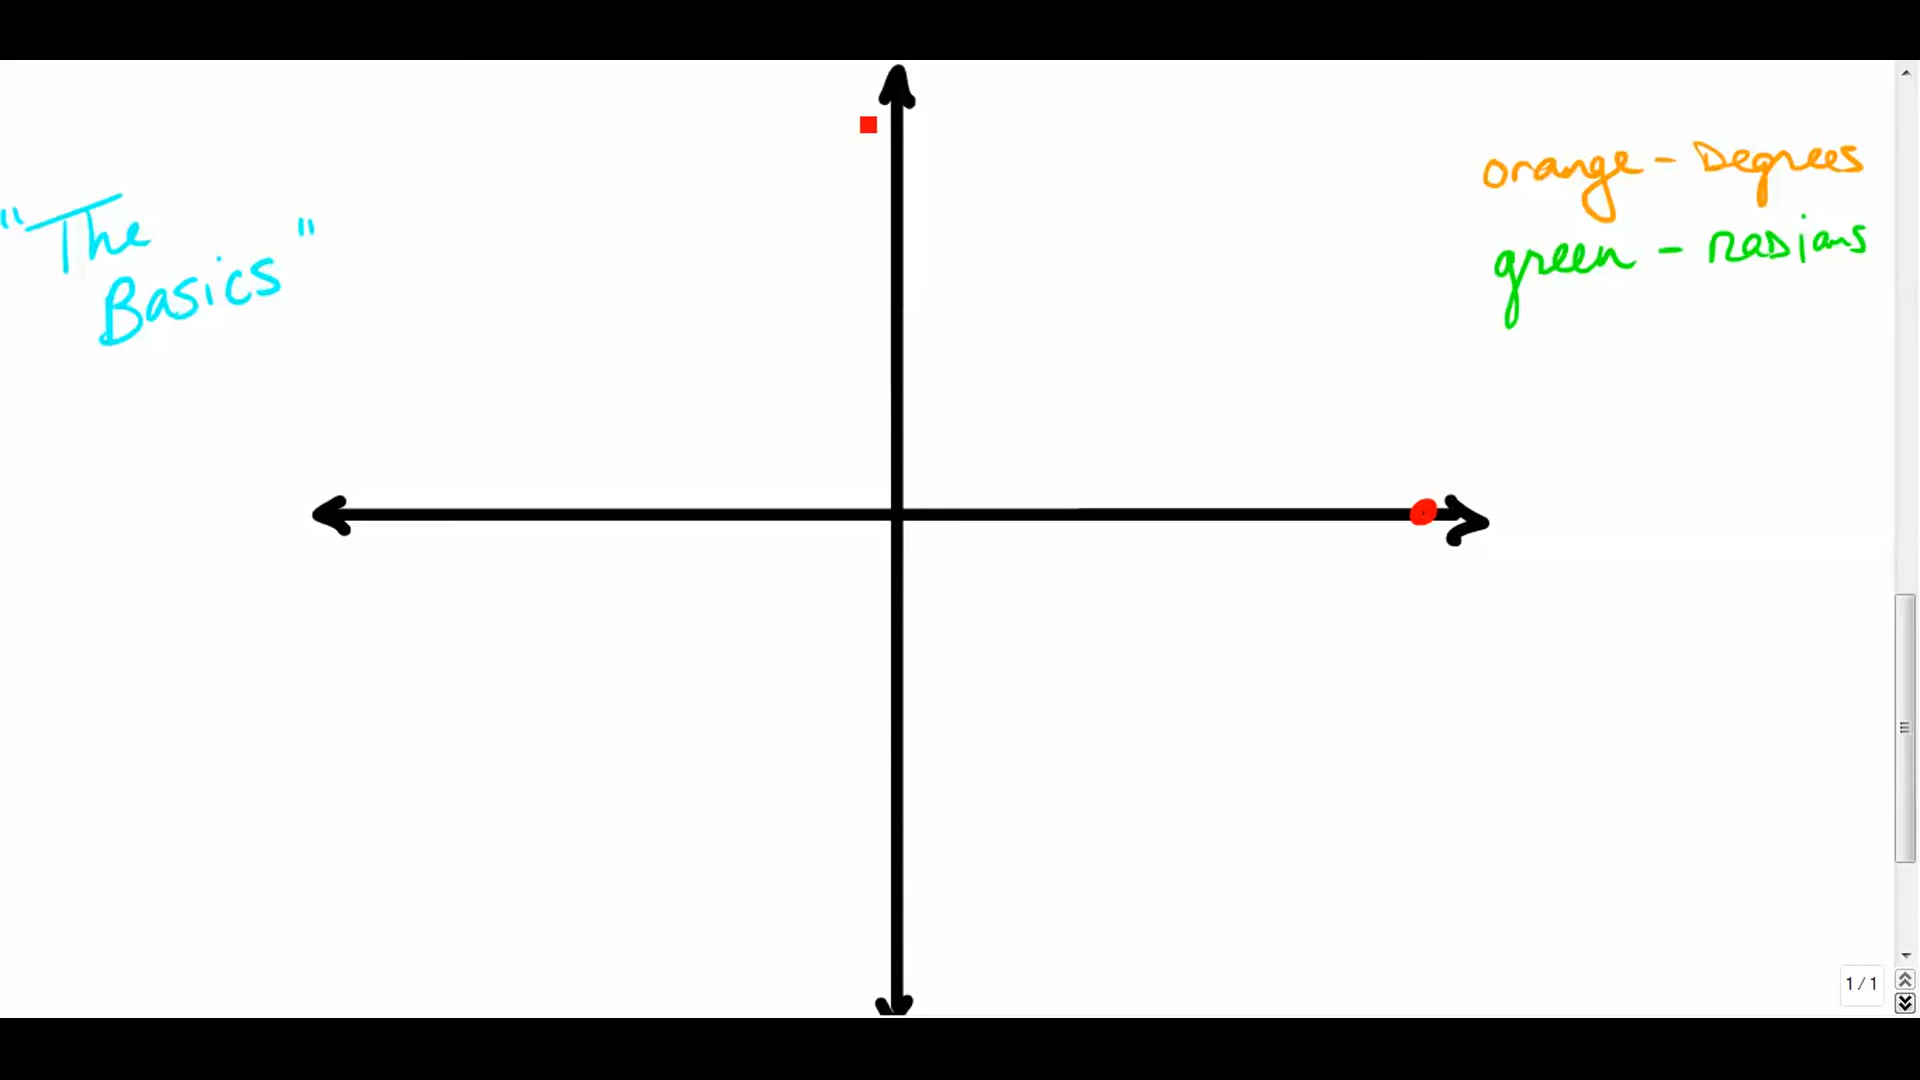 "The
Basics"
orange - Degrees
green - Radians
1 / 1